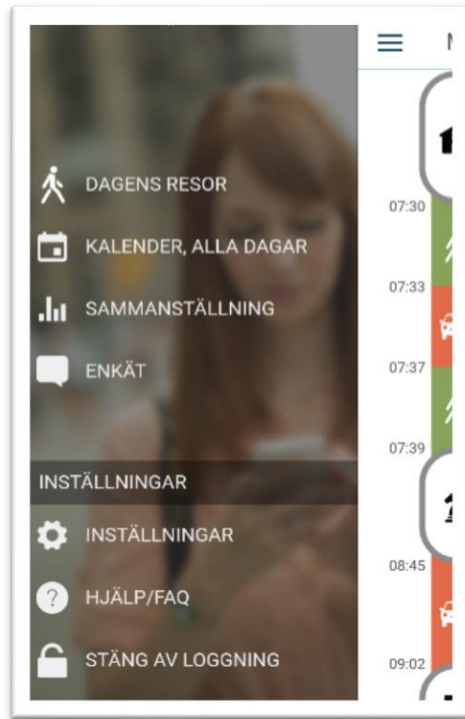 DAGENS RESOR
KALENDER, ALLA DAGAR
SAMMANSTÄLLNING
ENKÄT
INSTÄLLNINGAR
INSTÄLLNINGAR
? HJÄLP/FAQ
STÄNG AV LOGGNING
07:30
07:33
07:37
07:39
08:45
09:02